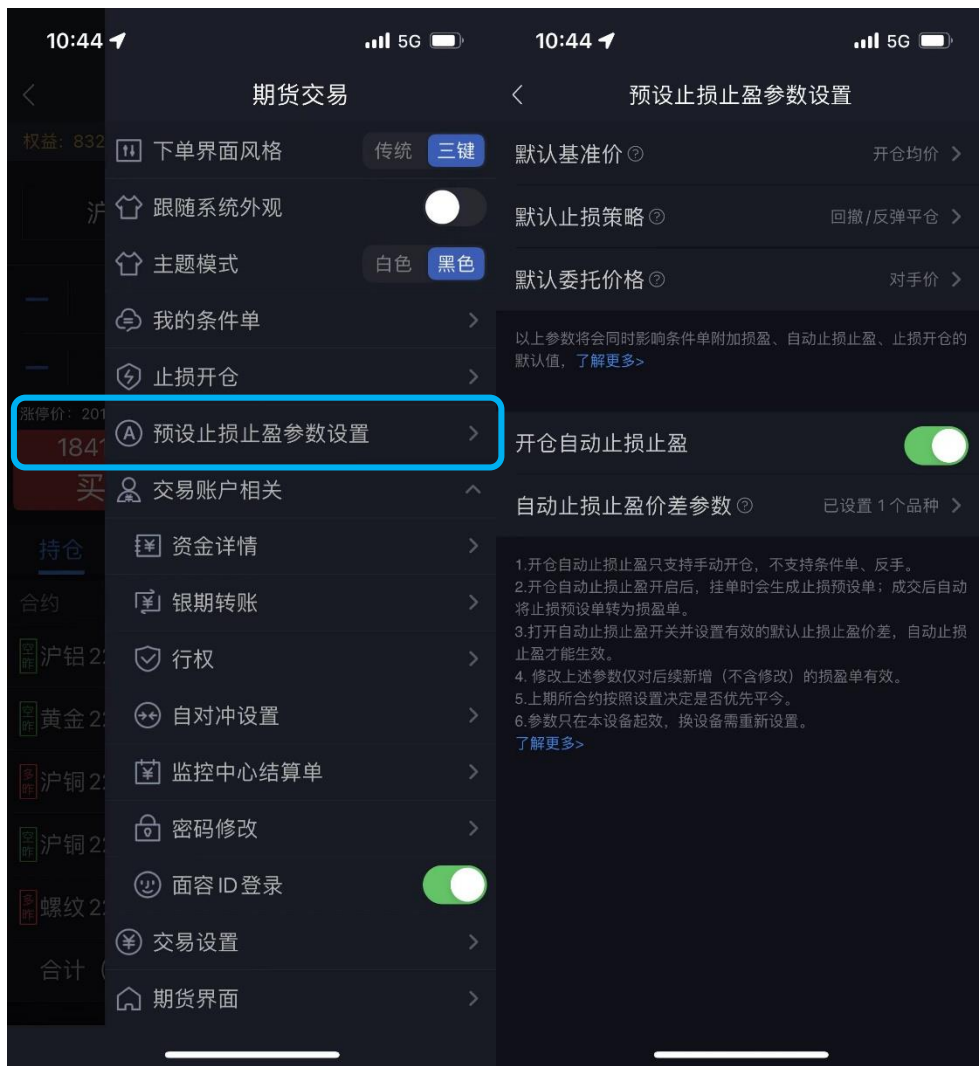 10:44
5G
期货交易
权益: 832
下单界面风格
传统
三键
沪
跟随系统外观
主题模式
白色
黑色
我的条件单
止损开仓
涨停价: 201
预设止损止盈参数设置
1841
买
交易账户相关
持仓
资金详情
合约
银期转账
空
昨
沪铝2
行权
空
昨
黄金22
自对冲设置
多
昨
沪铜22
监控中心结算单
空
昨
沪铜22
密码修改
多
昨
螺纹22
面容ID登录
交易设置
合计（
期货界面
10:44
5G
预设止损止盈参数设置
默认基准价
开仓均价
默认止损策略
回撤/反弹平仓
默认委托价格
对手价
以上参数将会同时影响条件单附加损盈、自动止损止盈、止损开仓的
默认值，了解更多>
开仓自动止损止盈
自动止损止盈价差参数
已设置1个品种
1.开仓自动止损止盈只支持手动开仓，不支持条件单、反手。
2.开仓自动止损止盈开启后，挂单时会生成止损预设单；成交后自动
将止损预设单转为损盈单。
3.打开自动止损止盈开关并设置有效的默认止损止盈价差，自动止损
止盈才能生效。
4. 修改上述参数仅对后续新增（不含修改）的损盈单有效。
5.上期所合约按照设置决定是否优先平今。
6.参数只在本设备起效，换设备需重新设置。
了解更多>